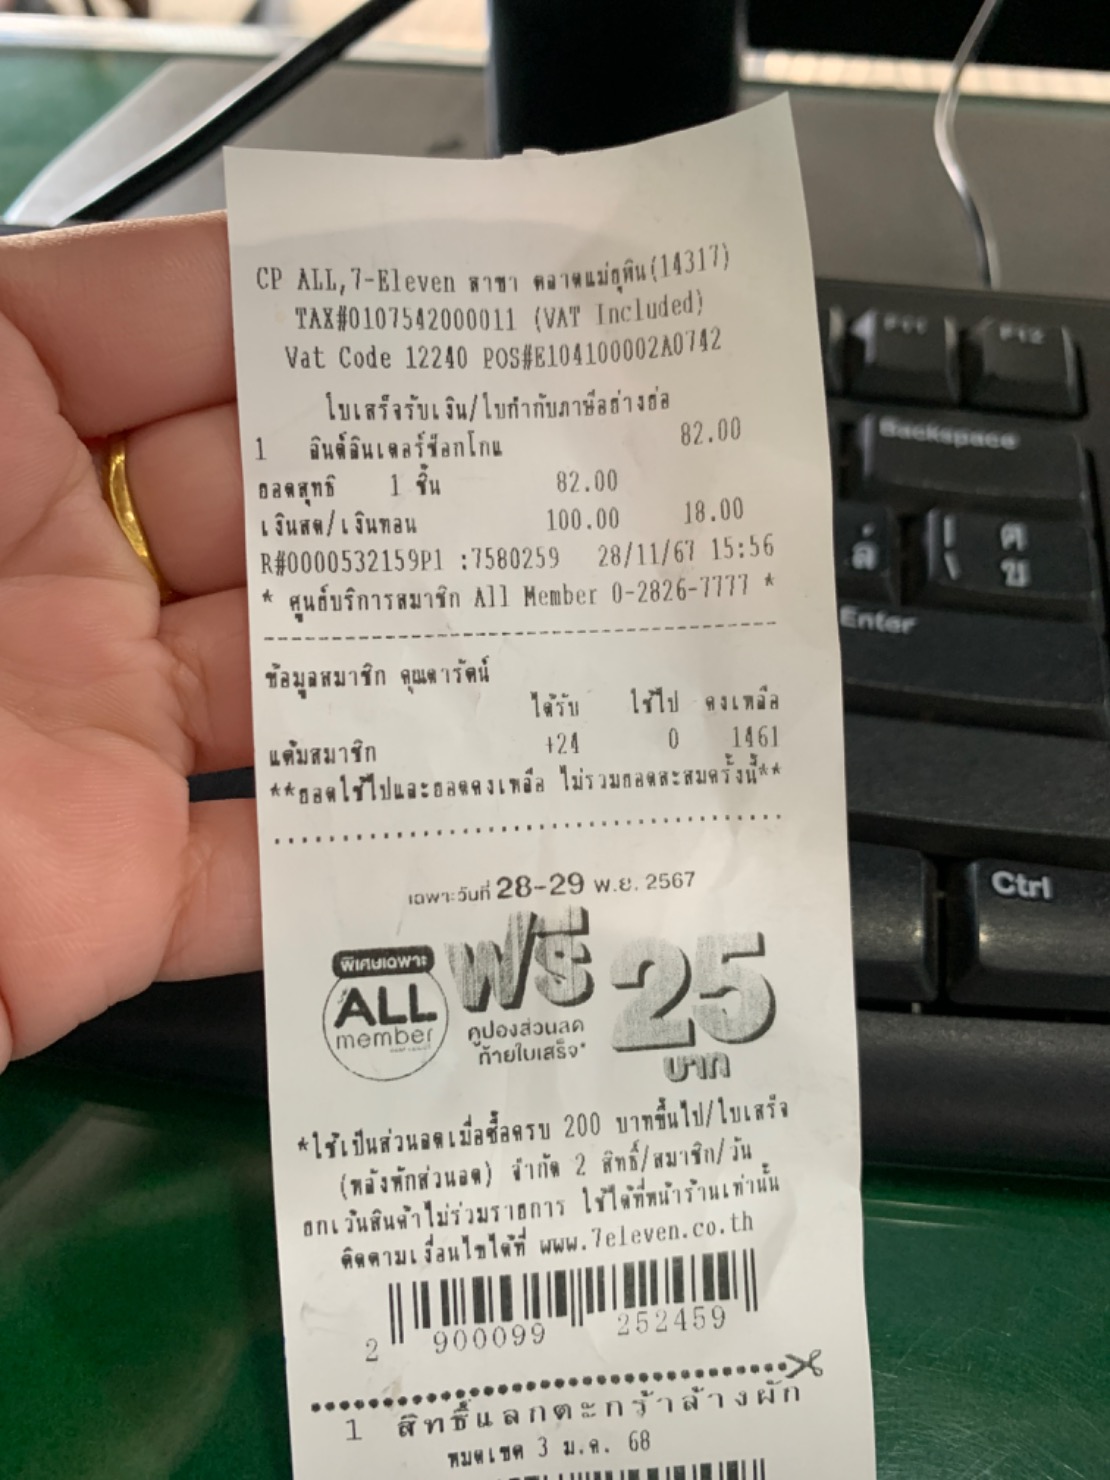 CP ALL,7-Eleven สาขา ตลาดแม่ยุพิน(14317)
TAX#0107542000011 (VAT Included)
Vat Code 12240 POS#E104100002A0742
ใบเสร็จรับเงิน/ใบกำกับภาษีอย่างย่อ
1 ลินด์ลินเดอร์ช็อกโกแ 82.00
ยอดสุทธิ 1 ชิ้น 82.00
เงินสด/เงินทอน 100.00 18.00
R#0000532159P1 :7580259 28/11/67 15:56
* ศูนย์บริการสมาชิก All Member 0-2826-7777 *
ข้อมูลสมาชิก คุณดารัตน์
ได้รับ ใช้ไป คงเหลือ
แต้มสมาชิก +24 0 1461
**ยอดใช้ไปและยอดคงเหลือ ไม่รวมยอดสะสมครั้งนี้**
เฉพาะวันที่ 28-29 พ.ย. 2567
พิเศษเฉพาะ
ALL
member
ฟรี 25
คูปองส่วนลด
ท้ายใบเสร็จ*
บาท
*ใช้เป็นส่วนลดเมื่อซื้อครบ 200 บาทขึ้นไป/ใบเสร็จ
(หลังหักส่วนลด) จำกัด 2 สิทธิ์/สมาชิก/วัน
ยกเว้นสินค้าไม่ร่วมรายการ ใช้ได้ที่หน้าร้านเท่านั้น
ติดตามเงื่อนไขได้ที่ www.7eleven.co.th
2 900099 252459
1 สิทธิ์แลกตะกร้าล้างผัก
หมดเขต 3 ม.ค. 68
F11
F12
Backspace
ล๋
\ ฅ
ฃ
Enter
Ctrl